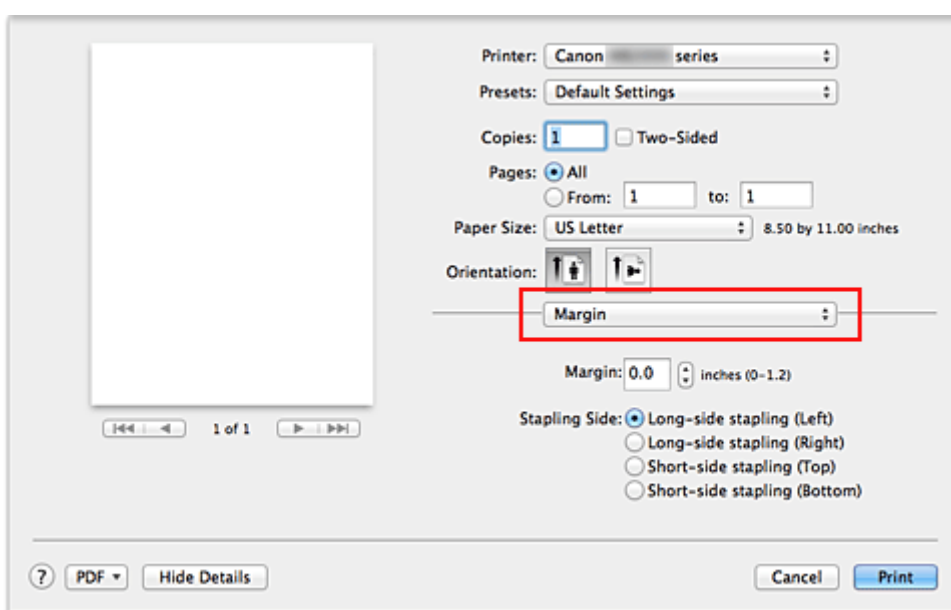 Printer: Canon series
Presets: Default Settings
Copies: 1 Two-Sided
Pages: All
From: 1 to: 1
Paper Size: US Letter 8.50 by 11.00 inches
Orientation:
Margin
Margin: 0.0 inches (0-1.2)
Stapling Side: Long-side stapling (Left)
Long-side stapling (Right)
Short-side stapling (Top)
Short-side stapling (Bottom)
1 of 1
? PDF Hide Details Cancel Print